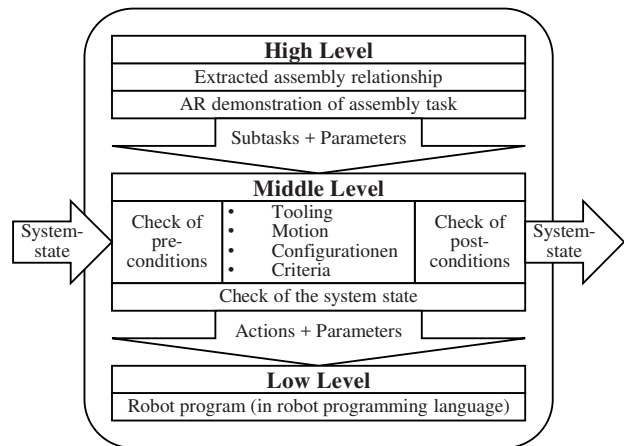 High Level
Extracted assembly relationship
AR demonstration of assembly task
Subtasks + Parameters
Middle Level
System-
state
Check of
pre-
conditions
• Tooling
• Motion
• Configurationen
• Criteria
Check of
post-
conditions
System-
state
Check of the system state
Actions + Parameters
Low Level
Robot program (in robot programming language)